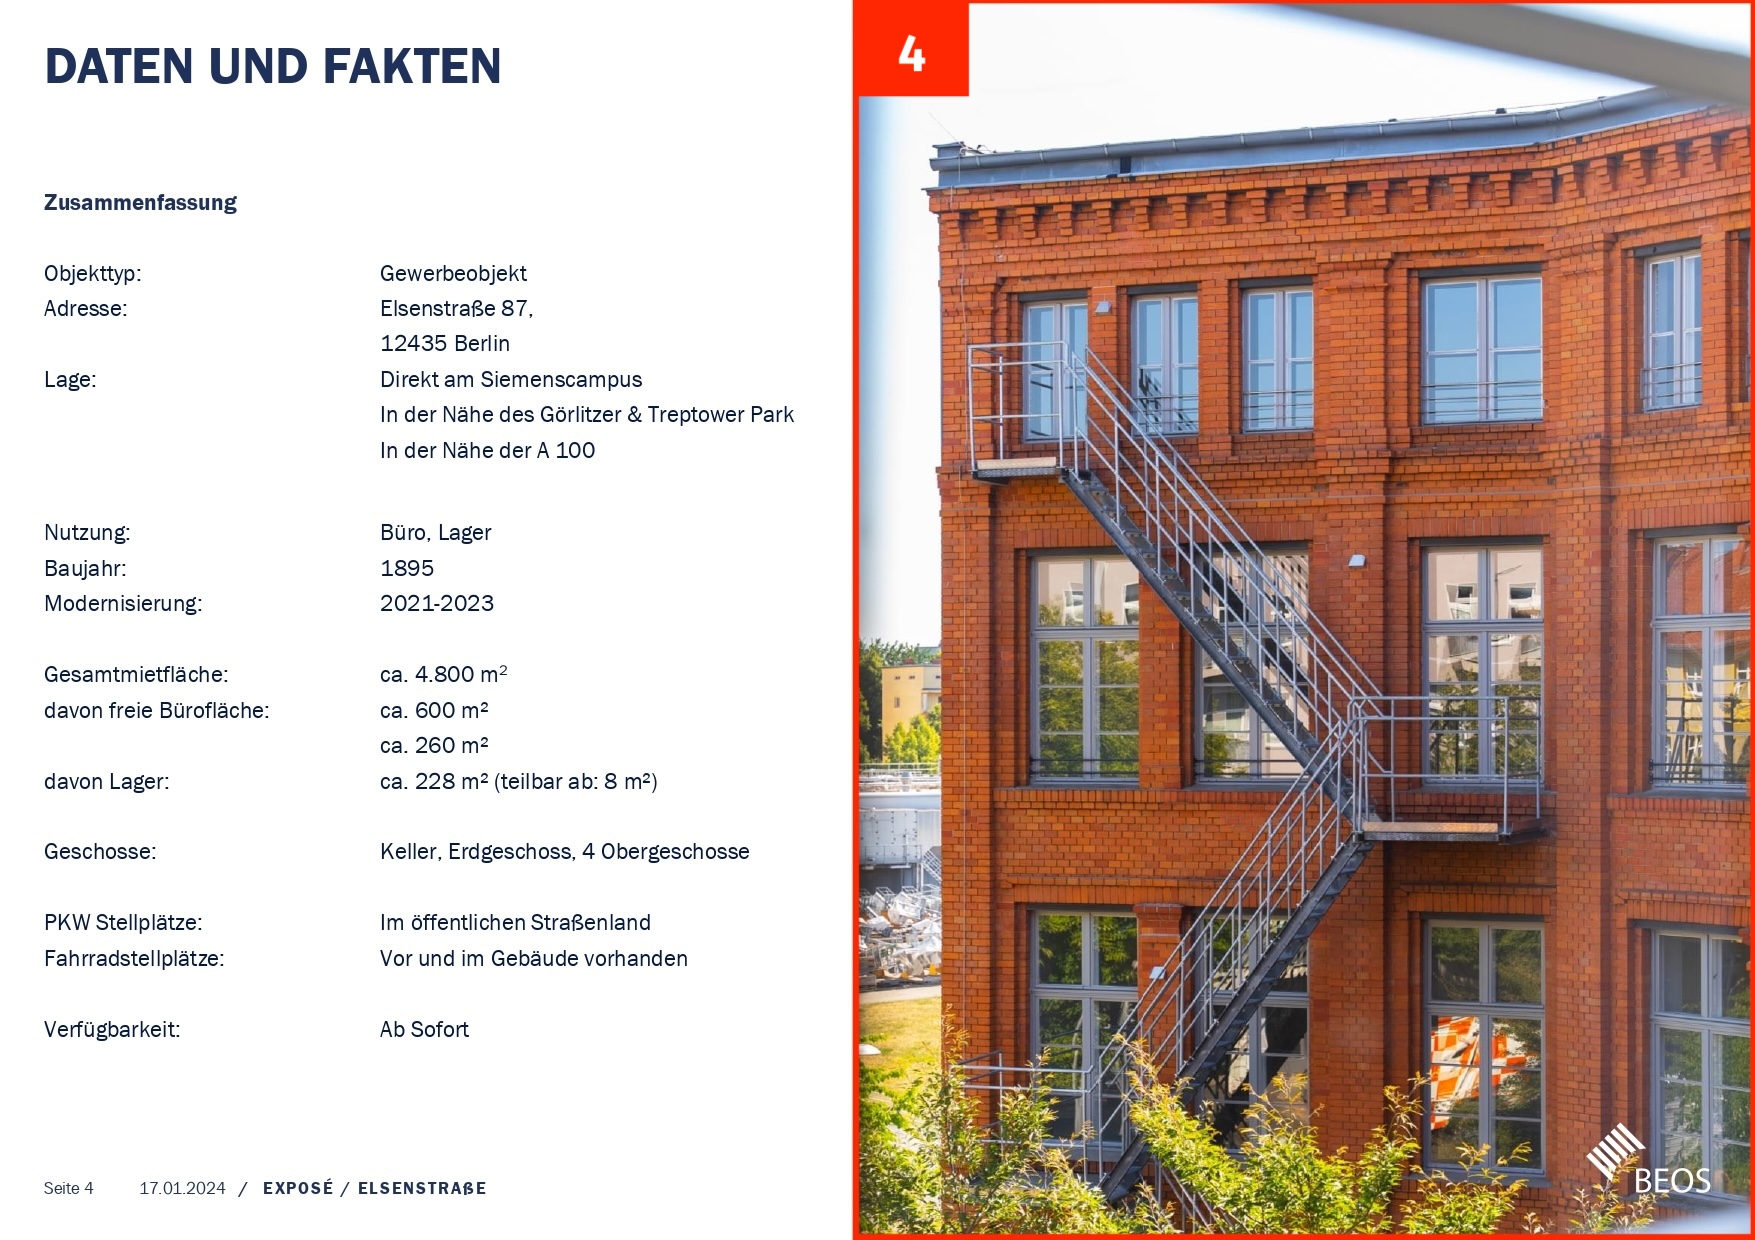 DATEN UND FAKTEN
4
Zusammenfassung
Objekttyp: Gewerbeobjekt
Adresse: Elsenstraße 87,
12435 Berlin
Lage: Direkt am Siemenscampus
In der Nähe des Görlitzer & Treptower Park
In der Nähe der A 100
Nutzung: Büro, Lager
Baujahr: 1895
Modernisierung: 2021-2023
Gesamtmietfläche: ca. 4.800 m²
davon freie Bürofläche: ca. 600 m²
ca. 260 m²
davon Lager: ca. 228 m² (teilbar ab: 8 m²)
Geschosse: Keller, Erdgeschoss, 4 Obergeschosse
PKW Stellplätze: Im öffentlichen Straßenland
Fahrradstellplätze: Vor und im Gebäude vorhanden
Verfügbarkeit: Ab Sofort
Seite 4 17.01.2024 / EXPOSÉ / ELSENSTRAßE
BEOS